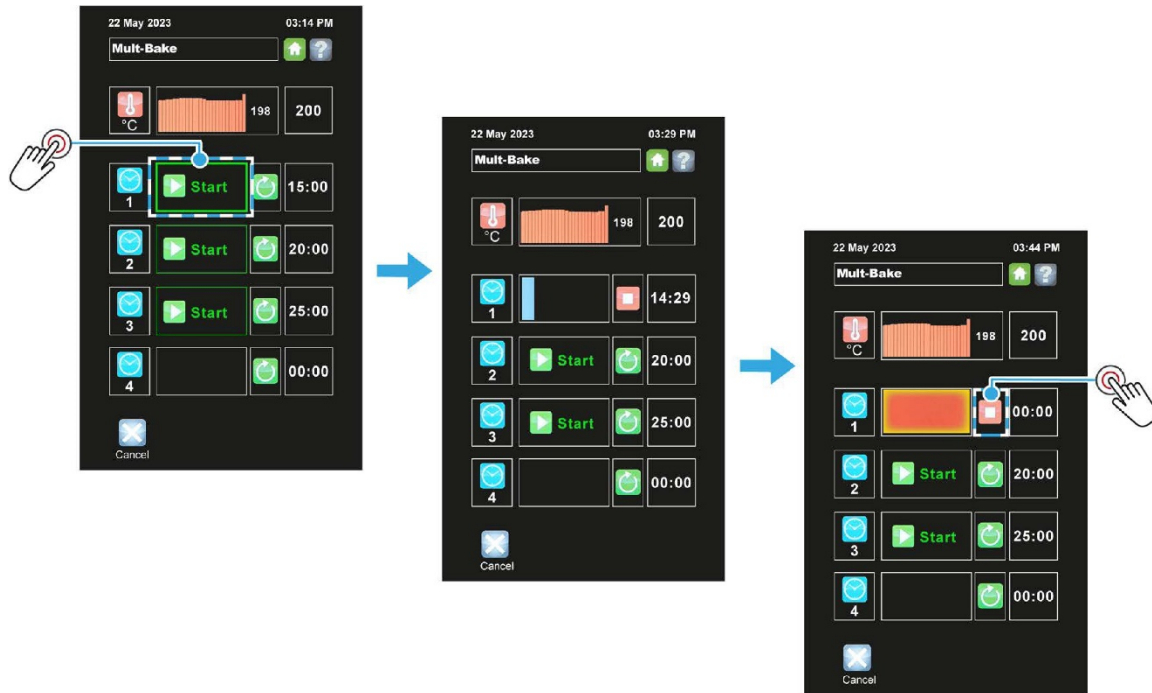 22 May 2023 03:14 PM
Mult-Bake ?
°C 198 200
1 Start 15:00
2 Start 20:00
3 Start 25:00
4 00:00
Cancel
22 May 2023 03:29 PM
Mult-Bake ?
°C 198 200
1 14:29
2 Start 20:00
3 Start 25:00
4 00:00
Cancel
22 May 2023 03:44 PM
Mult-Bake ?
°C 198 200
1 00:00
2 Start 20:00
3 Start 25:00
4 00:00
Cancel